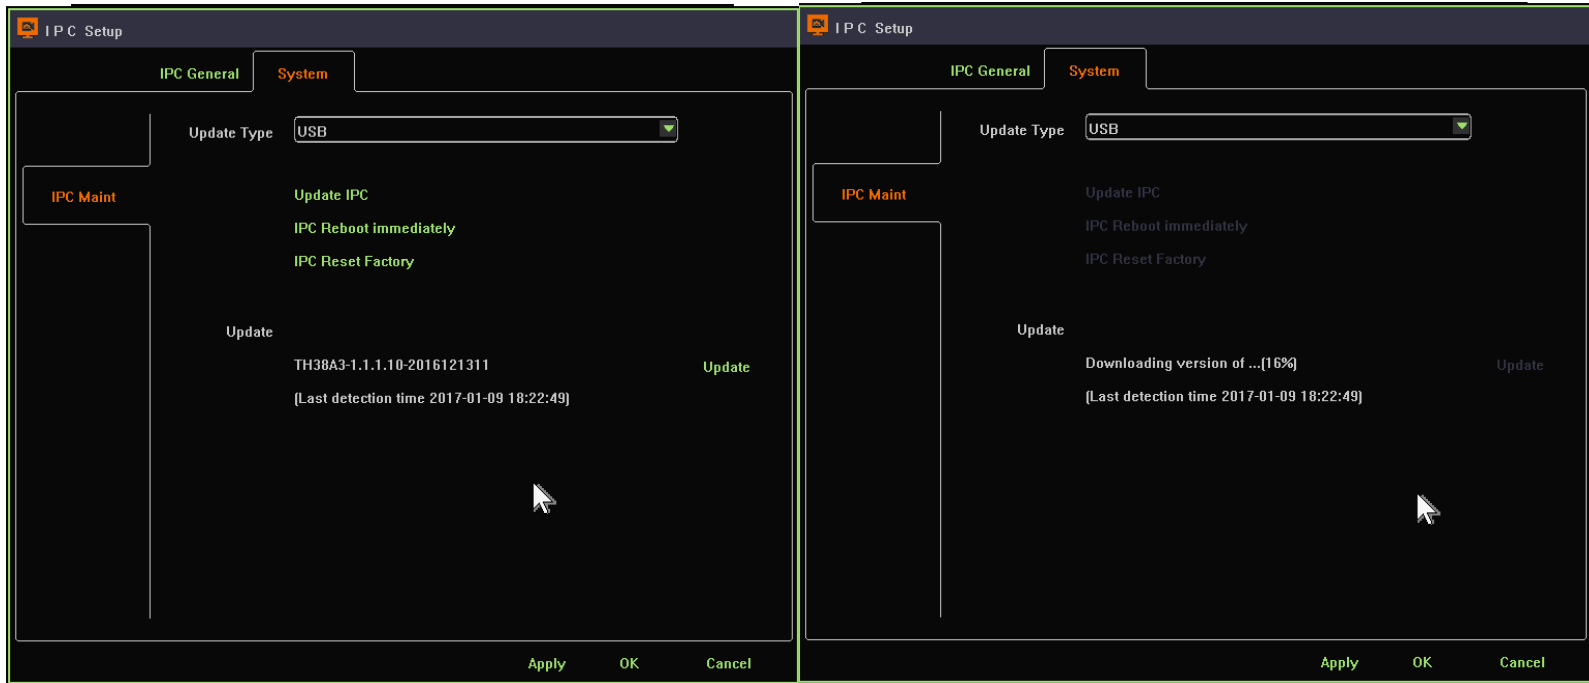 I P C Setup
IPC General
System
Update Type
USB
IPC Maint
Update IPC
IPC Reboot immediately
IPC Reset Factory
Update
TH38A3-1.1.1.10-2016121311
Update
(Last detection time 2017-01-09 18:22:49)
Apply
OK
Cancel
I P C Setup
IPC General
System
Update Type
USB
IPC Maint
Update IPC
IPC Reboot immediately
IPC Reset Factory
Update
Downloading version of ...(16%)
Update
(Last detection time 2017-01-09 18:22:49)
Apply
OK
Cancel